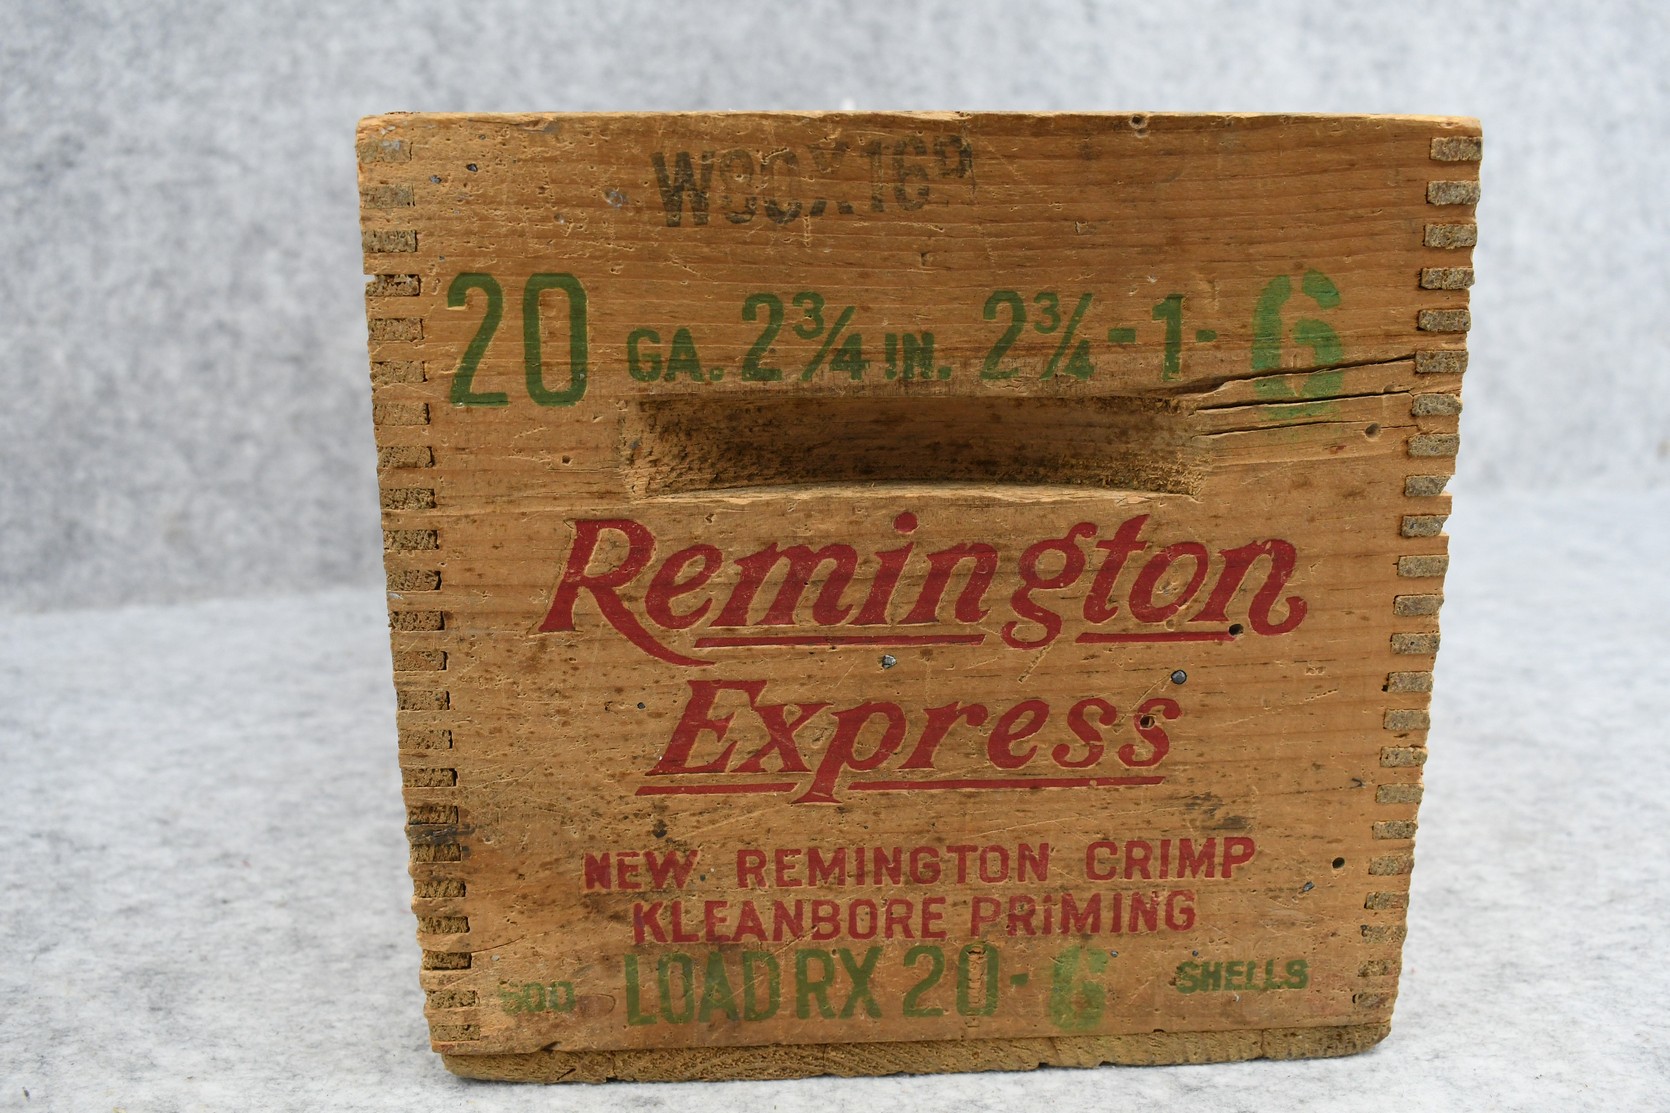 20 GA. 2¾ IN. 2¾-1-6
Remington
Express
NEW REMINGTON CRIMP
KLEANBORE PRIMING
LOAD RX 20-6
500 SHELLS